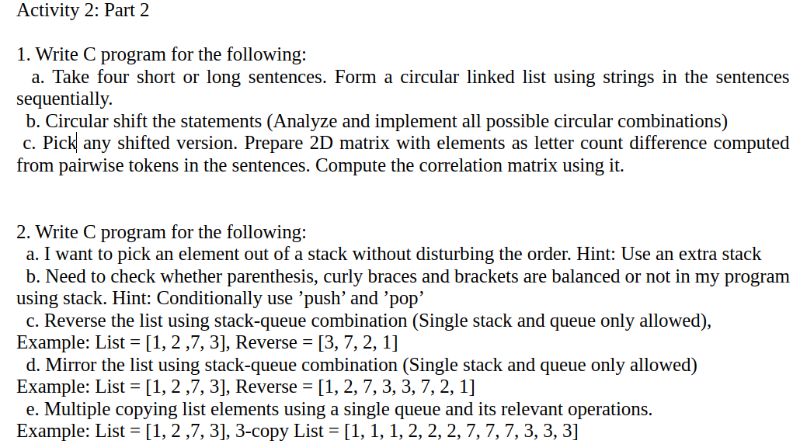 Activity 2: Part 2
1. Write C program for the following:
a. Take four short or long sentences. Form a circular linked list using strings in the sentences
sequentially.
b. Circular shift the statements (Analyze and implement all possible circular combinations)
c. Pick any shifted version. Prepare 2D matrix with elements as letter count difference computed
from pairwise tokens in the sentences. Compute the correlation matrix using it.
2. Write C program for the following:
a. I want to pick an element out of a stack without disturbing the order. Hint: Use an extra stack
b. Need to check whether parenthesis, curly braces and brackets are balanced or not in my program
using stack. Hint: Conditionally use ’push’ and ’pop’
c. Reverse the list using stack-queue combination (Single stack and queue only allowed),
Example: List = [1, 2 ,7, 3], Reverse = [3, 7, 2, 1]
d. Mirror the list using stack-queue combination (Single stack and queue only allowed)
Example: List = [1, 2 ,7, 3], Reverse = [1, 2, 7, 3, 3, 7, 2, 1]
e. Multiple copying list elements using a single queue and its relevant operations.
Example: List = [1, 2 ,7, 3], 3-copy List = [1, 1, 1, 2, 2, 2, 7, 7, 7, 3, 3, 3]